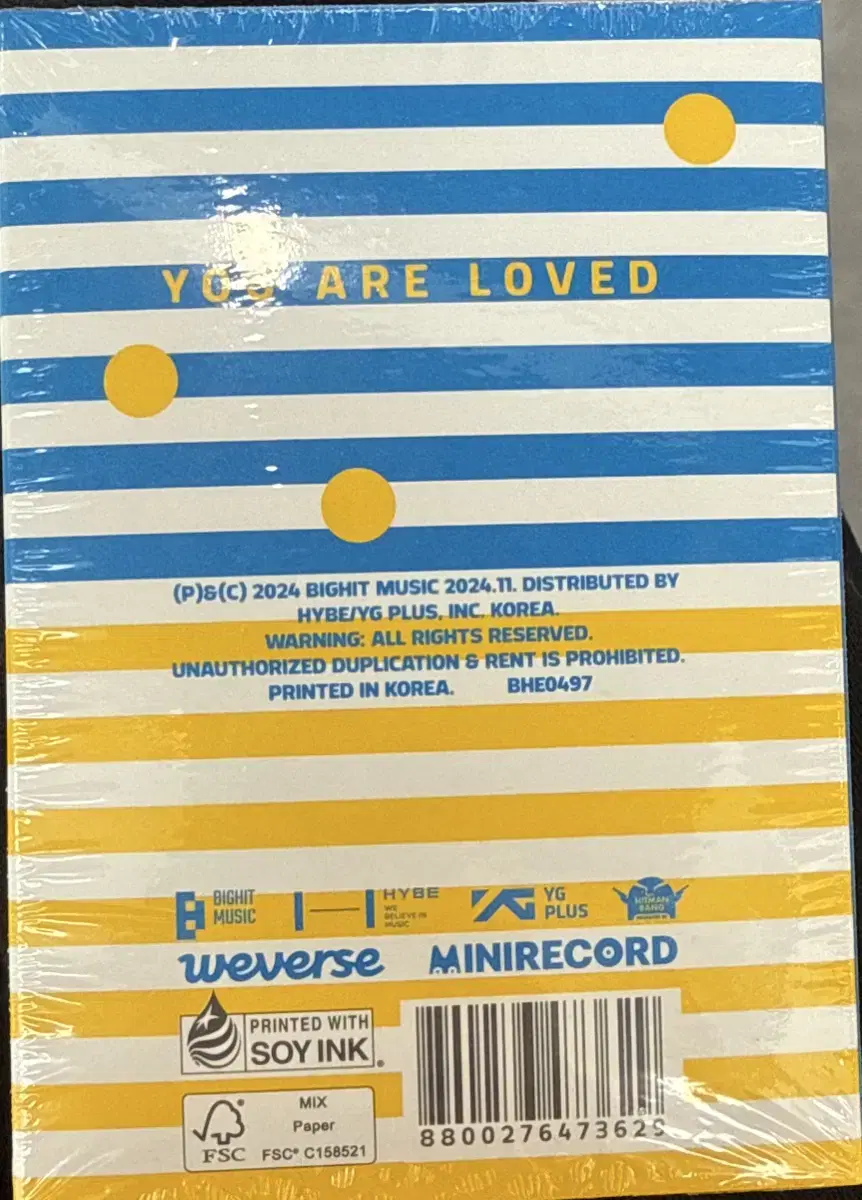 YOU ARE LOVED
(P)&(C) 2024 BIGHIT MUSIC 2024.11. DISTRIBUTED BY
HYBE/YG PLUS, INC. KOREA.
WARNING: ALL RIGHTS RESERVED.
UNAUTHORIZED DUPLICATION & RENT IS PROHIBITED.
PRINTED IN KOREA. BHE0497
BIGHIT
MUSIC
HYBE
WE
BELIEVE IN
MUSIC
YG
PLUS
HITMAN
BANG
weverse
MINIRECORD
PRINTED WITH
SOY INK
FSC
MIX
Paper
FSC® C158521
8800276473629